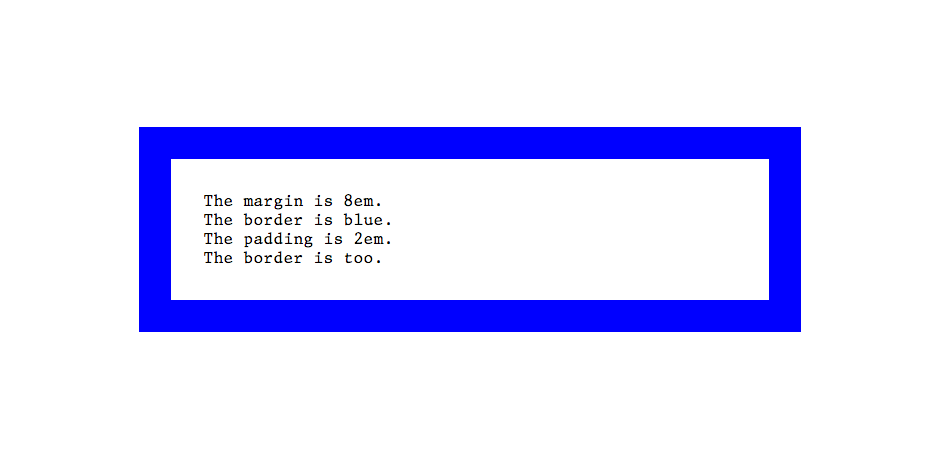 The margin is 8em.
The border is blue.
The padding is 2em.
The border is too.